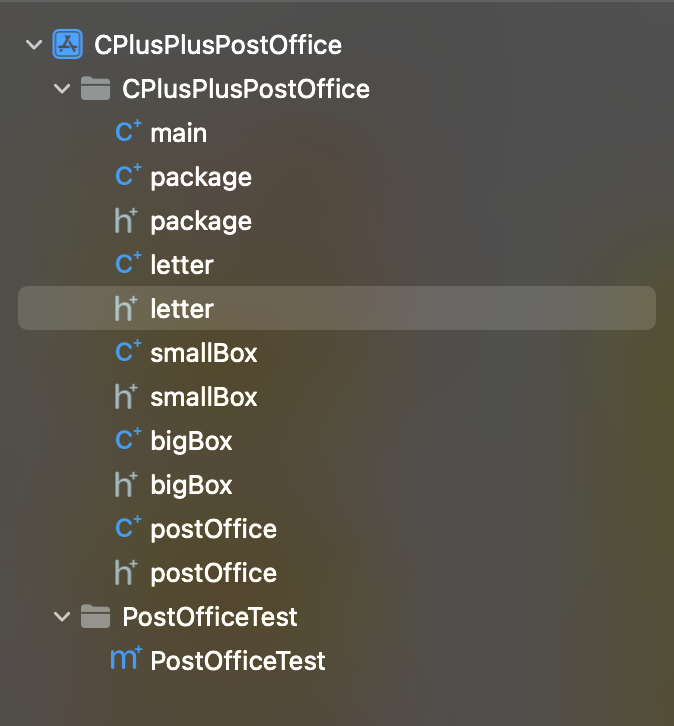 CPlusPlusPostOffice
CPlusPlusPostOffice
C+ main
C+ package
h+ package
C+ letter
h+ letter
C+ smallBox
h+ smallBox
C+ bigBox
h+ bigBox
C+ postOffice
h+ postOffice
PostOfficeTest
m+ PostOfficeTest